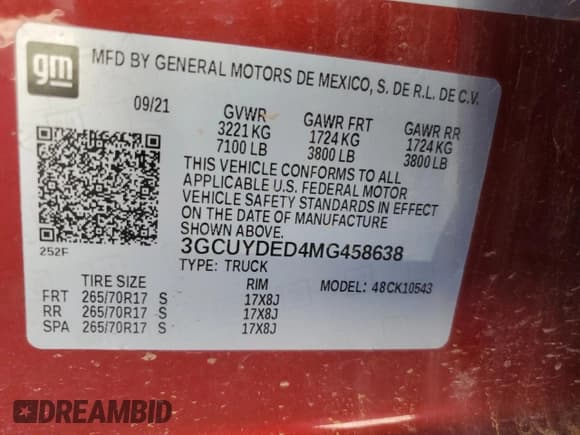 gm
MFD BY GENERAL MOTORS DE MEXICO, S. DE R.L. DE C.V.
09/21 GVWR GAWR FRT GAWR RR
3221 KG 1724 KG 1724 KG
7100 LB 3800 LB 3800 LB
THIS VEHICLE CONFORMS TO ALL
APPLICABLE U.S. FEDERAL MOTOR
VEHICLE SAFETY STANDARDS IN EFFECT
ON THE DATE OF MANUFACTURE
SHOWN ABOVE.
252F
3GCUYDED4MG458638
TYPE: TRUCK
TIRE SIZE RIM MODEL: 48CK10543
FRT 265/70R17 S 17X8J
RR 265/70R17 S 17X8J
SPA 265/70R17 S 17X8J
DREAMBID